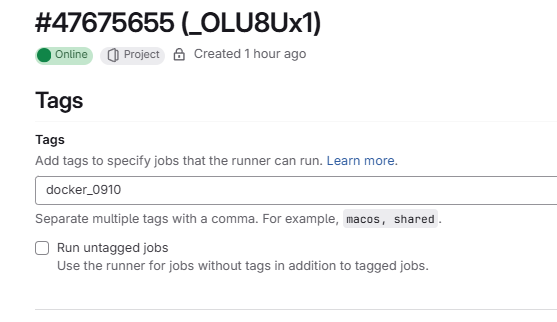 #47675655 (_OLU8Ux1)
Online Project Created 1 hour ago
Tags
Tags
Add tags to specify jobs that the runner can run. Learn more.
docker_0910
Separate multiple tags with a comma. For example, macos, shared.
Run untagged jobs
Use the runner for jobs without tags in addition to tagged jobs.